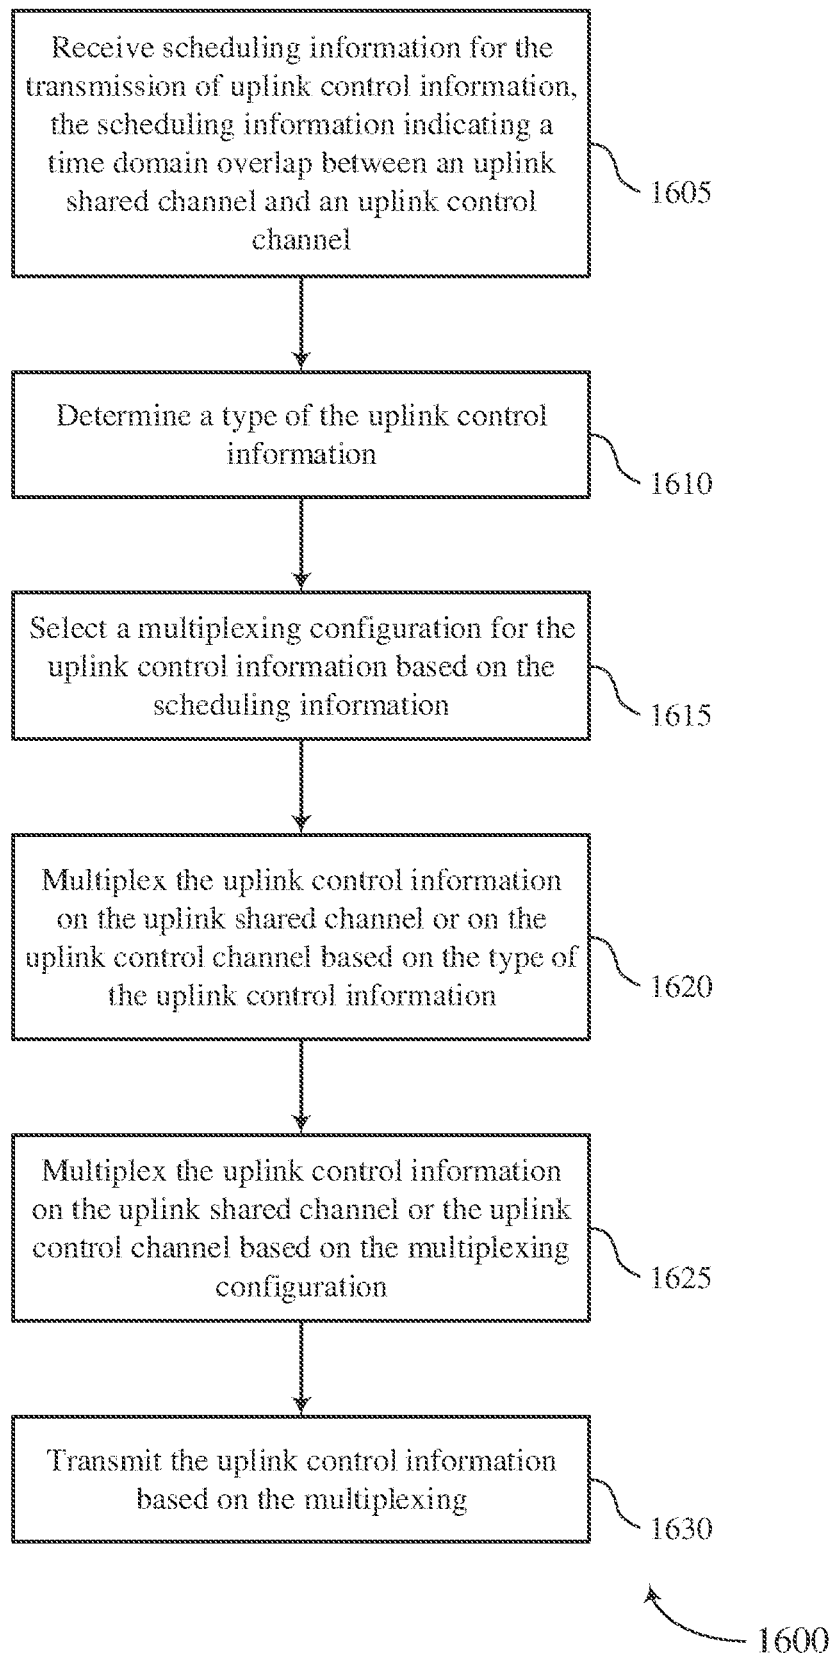 Receive scheduling information for the
transmission of uplink control information,
the scheduling information indicating a
time domain overlap between an uplink
shared channel and an uplink control
channel
1605
Determine a type of the uplink control
information
1610
Select a multiplexing configuration for the
uplink control information based on the
scheduling information
1615
Multiplex the uplink control information
on the uplink shared channel or on the
uplink control channel based on the type of
the uplink control information
1620
Multiplex the uplink control information
on the uplink shared channel or the uplink
control channel based on the multiplexing
configuration
1625
Transmit the uplink control information
based on the multiplexing
1630
1600